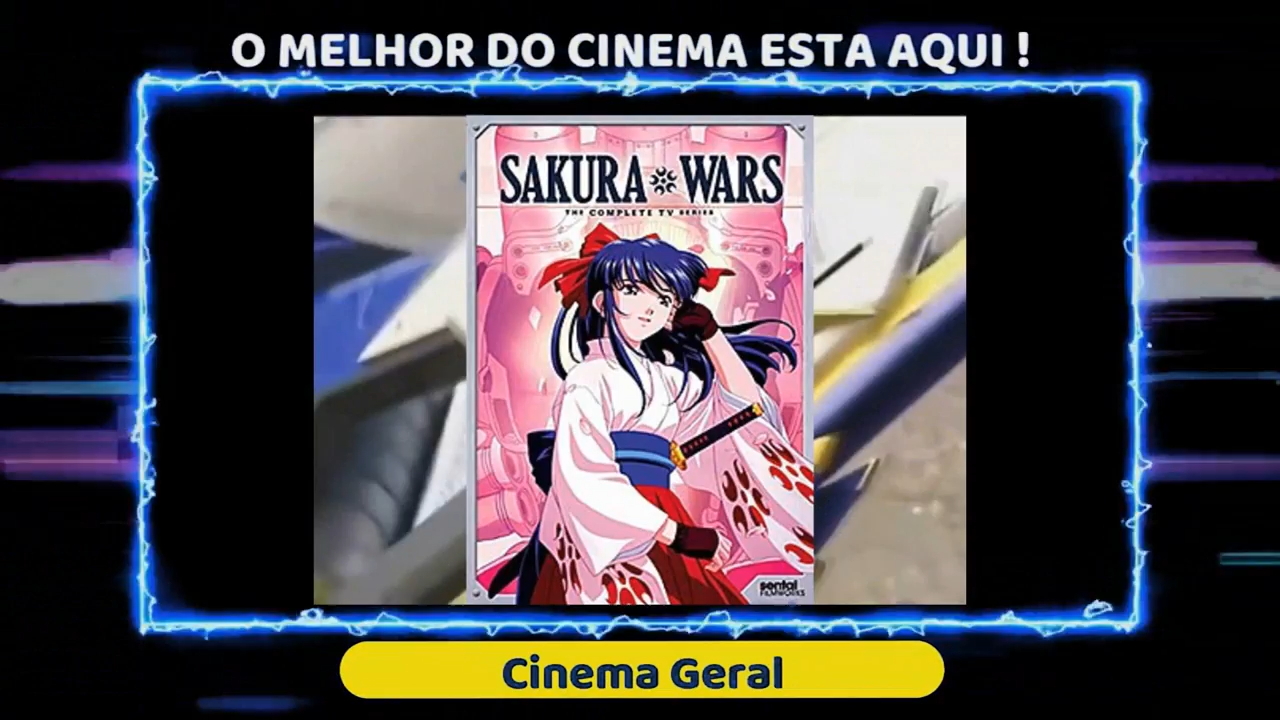 O MELHOR DO CINEMA ESTA AQUI !
SAKURA WARS
THE COMPLETE TV SERIES
sentai
FILMWORKS
Cinema Geral